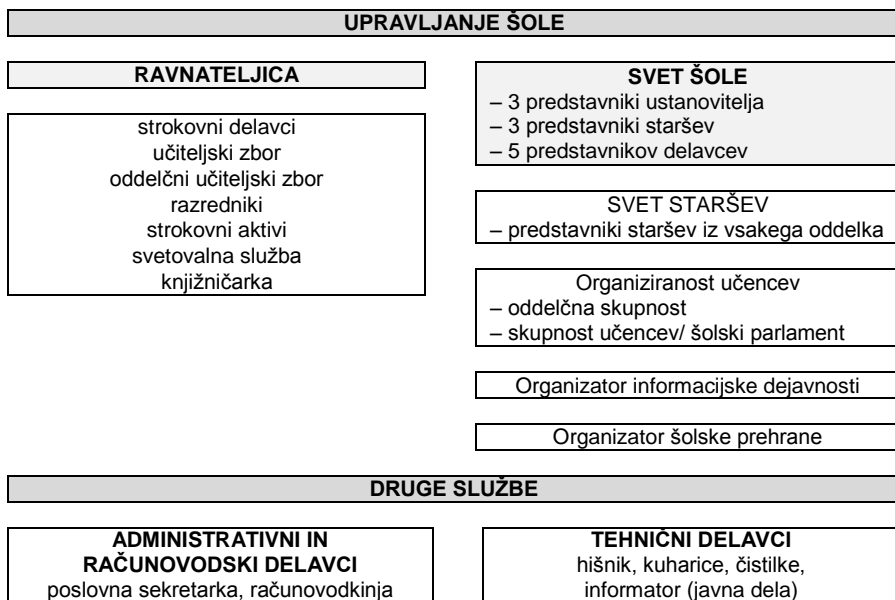 UPRAVLJANJE ŠOLE
RAVNATELJICA
strokovni delavci
učiteljski zbor
oddelčni učiteljski zbor
razredniki
strokovni aktivi
svetovalna služba
knjižničarka
SVET ŠOLE
– 3 predstavniki ustanovitelja
– 3 predstavniki staršev
– 5 predstavnikov delavcev
SVET STARŠEV
– predstavniki staršev iz vsakega oddelka
Organiziranost učencev
– oddelčna skupnost
– skupnost učencev/ šolski parlament
Organizator informacijske dejavnosti
Organizator šolske prehrane
DRUGE SLUŽBE
ADMINISTRATIVNI IN
RAČUNOVODSKI DELAVCI
poslovna sekretarka, računovodkinja
TEHNIČNI DELAVCI
hišnik, kuharice, čistilke,
informator (javna dela)